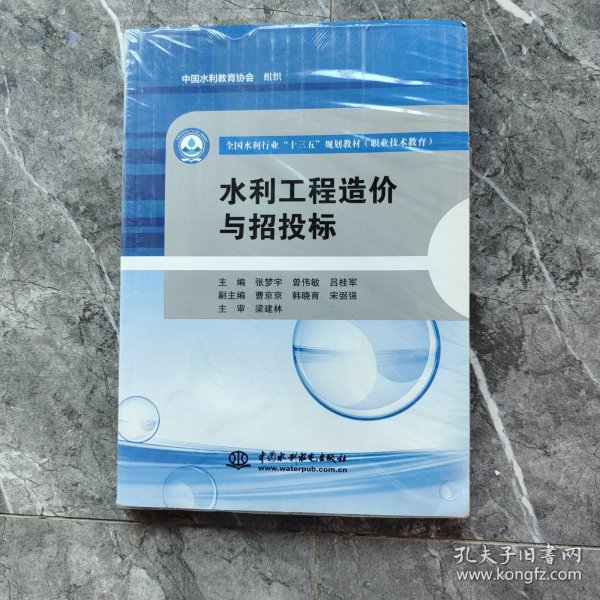 中国水利教育协会 组织
全国水利行业“十三五”规划教材（职业技术教育）
水利工程造价
与招投标
主 编 张梦宇 曾伟敏 吕桂军
副主编 曹京京 韩晓育 宋弼强
主 审 梁建林
中国水利水电出版社
www.waterpub.com.cn
孔夫子旧书网
www.kongfz.com